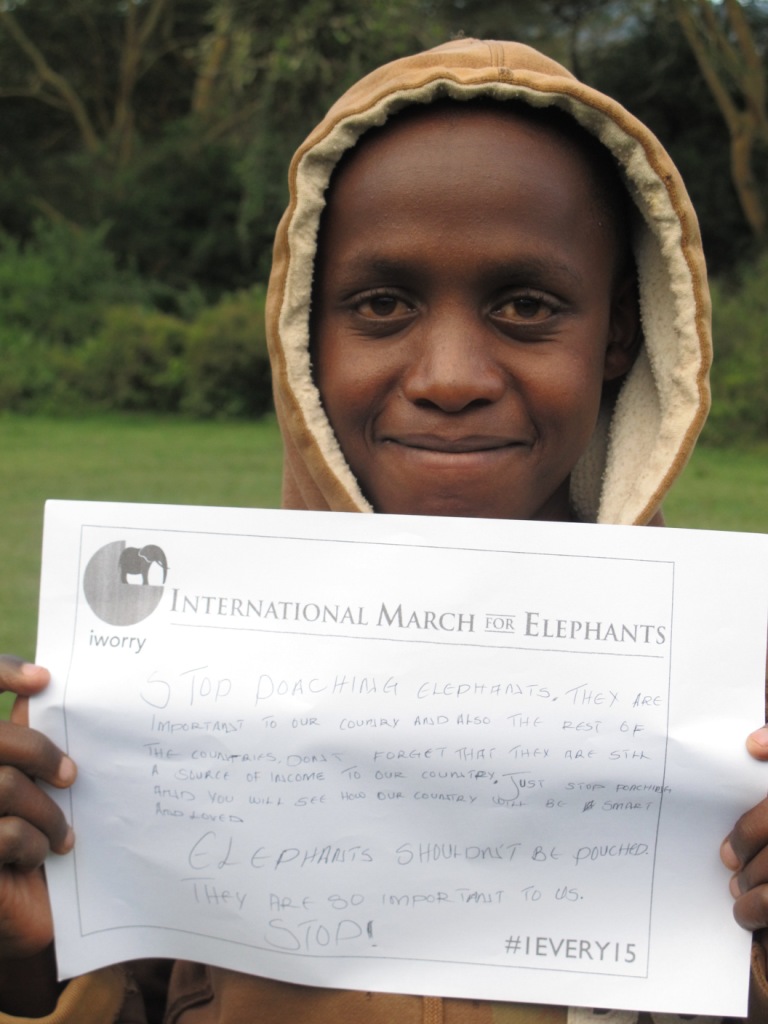 iworry
INTERNATIONAL MARCH FOR ELEPHANTS
STOP POACHING ELEPHANTS. THEY ARE
IMPORTANT TO OUR COUNTRY AND ALSO THE REST OF
THE COUNTRIES, DON'T FORGET THAT THEY ARE STILL
A SOURCE OF INCOME TO OUR COUNTRY. JUST STOP POACHING
AND YOU WILL SEE HOW OUR COUNTRY WILL BE SMART
AND LOVED
ELEPHANTS SHOULDN'T BE POUCHED.
THEY ARE SO IMPORTANT TO US.
STOP!
#1EVERY15